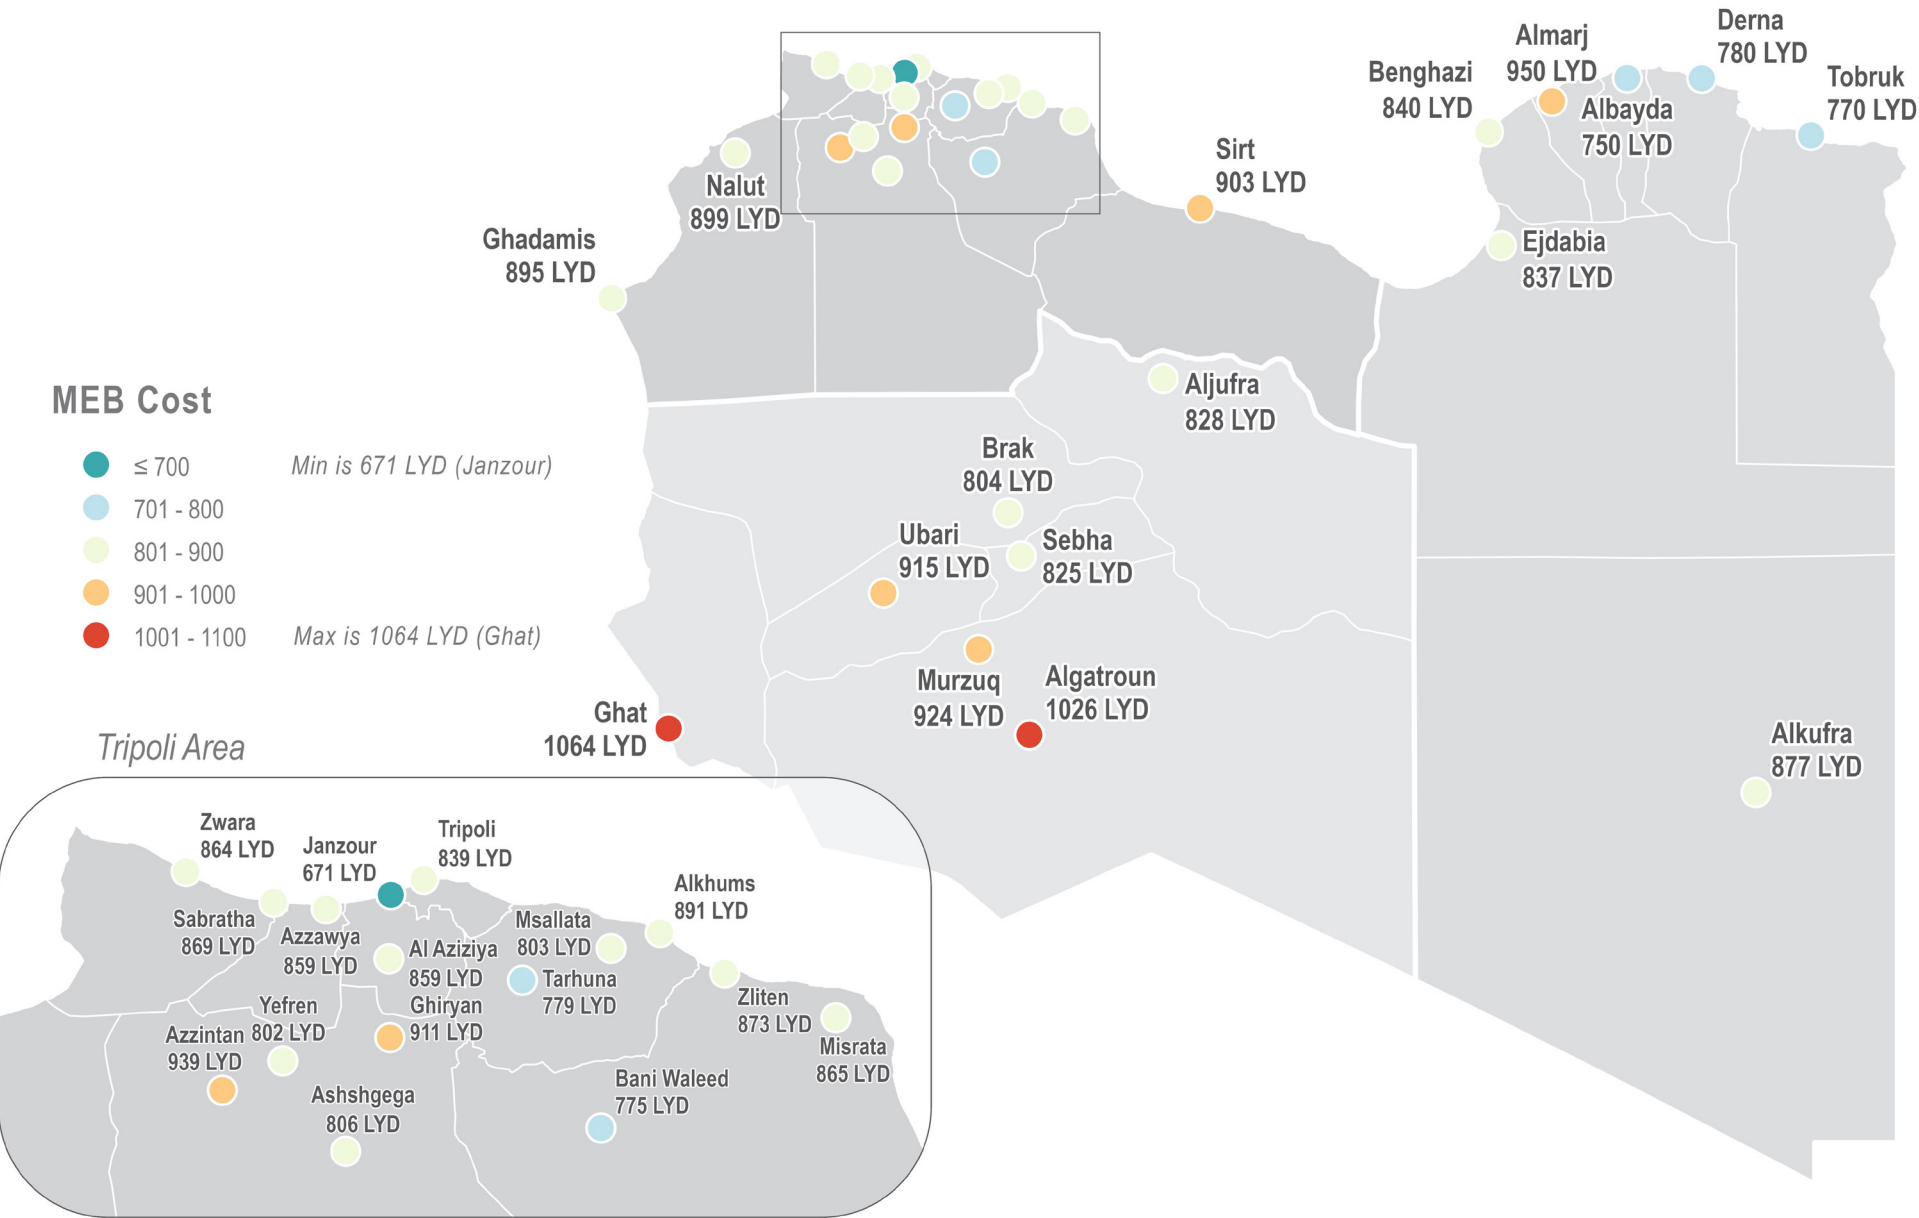 Derna
780 LYD
Almarj
950 LYD
Benghazi
840 LYD
Tobruk
770 LYD
Albayda
750 LYD
Sirt
903 LYD
Nalut
899 LYD
Ghadamis
895 LYD
Ejdabia
837 LYD
Aljufra
828 LYD
MEB Cost
≤ 700
Min is 671 LYD (Janzour)
701 - 800
801 - 900
901 - 1000
1001 - 1100
Max is 1064 LYD (Ghat)
Brak
804 LYD
Ubari
915 LYD
Sebha
825 LYD
Murzuq
924 LYD
Algatroun
1026 LYD
Ghat
1064 LYD
Alkufra
877 LYD
Tripoli Area
Zwara
864 LYD
Janzour
671 LYD
Tripoli
839 LYD
Alkhums
891 LYD
Sabratha
869 LYD
Azzawya
859 LYD
Al Aziziya
859 LYD
Msallata
803 LYD
Tarhuna
779 LYD
Yefren
802 LYD
Ghiryan
911 LYD
Azzintan
939 LYD
Zliten
873 LYD
Misrata
865 LYD
Ashshgega
806 LYD
Bani Waleed
775 LYD